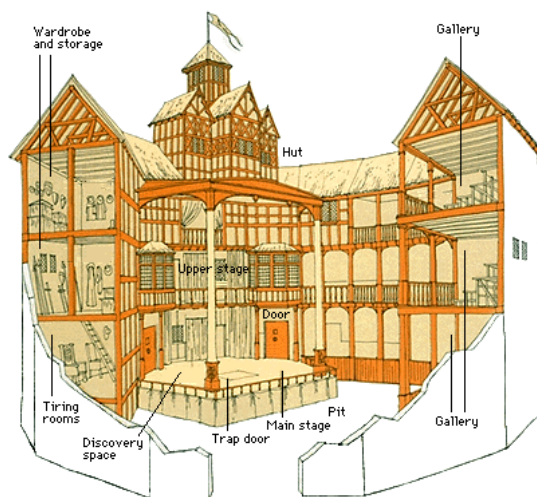 Wardrobe
and storage
Gallery
Hut
Upper stage
Door
Tiring
rooms
Discovery
space
Trap door
Main stage
Pit
Gallery